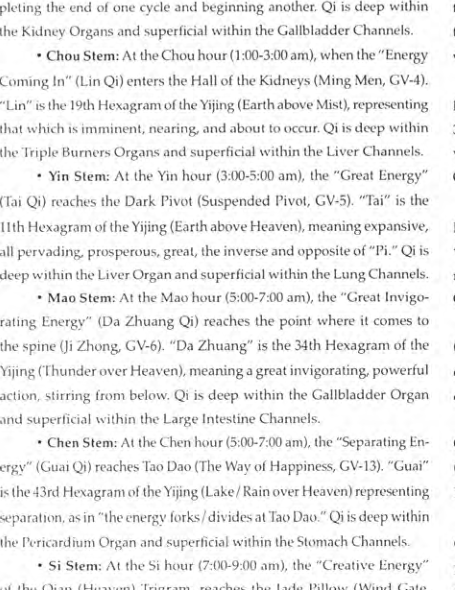 pleting the end of one cycle and beginning another. Qi is deep within
the Kidney Organs and superficial within the Gallbladder Channels.
• Chou Stem: At the Chou hour (1:00-3:00 am), when the "Energy
Coming In" (Lin Qi) enters the Hall of the Kidneys (Ming Men, GV-4).
"Lin" is the 19th Hexagram of the Yijing (Earth above Mist), representing
that which is imminent, nearing, and about to occur. Qi is deep within
the Triple Burners Organs and superficial within the Liver Channels.
• Yin Stem: At the Yin hour (3:00-5:00 am), the "Great Energy"
(Tai Qi) reaches the Dark Pivot (Suspended Pivot, GV-5). "Tai" is the
11th Hexagram of the Yijing (Earth above Heaven), meaning expansive,
all pervading, prosperous, great, the inverse and opposite of "Pi." Qi is
deep within the Liver Organ and superficial within the Lung Channels.
• Mao Stem: At the Mao hour (5:00-7:00 am), the "Great Invigo-
rating Energy" (Da Zhuang Qi) reaches the point where it comes to
the spine (Ji Zhong, GV-6). "Da Zhuang" is the 34th Hexagram of the
Yijing (Thunder over Heaven), meaning a great invigorating, powerful
action, stirring from below. Qi is deep within the Gallbladder Organ
and superficial within the Large Intestine Channels.
• Chen Stem: At the Chen hour (5:00-7:00 am), the "Separating En-
ergy" (Guai Qi) reaches Tao Dao (The Way of Happiness, GV-13). "Guai"
is the 43rd Hexagram of the Yijing (Lake/Rain over Heaven) representing
separation, as in "the energy forks/divides at Tao Dao." Qi is deep within
the Pericardium Organ and superficial within the Stomach Channels.
• Si Stem: At the Si hour (7:00-9:00 am), the "Creative Energy"
of the Qian (Heaven) Trigram, reaches the Jade Pillow (Wind Gate,